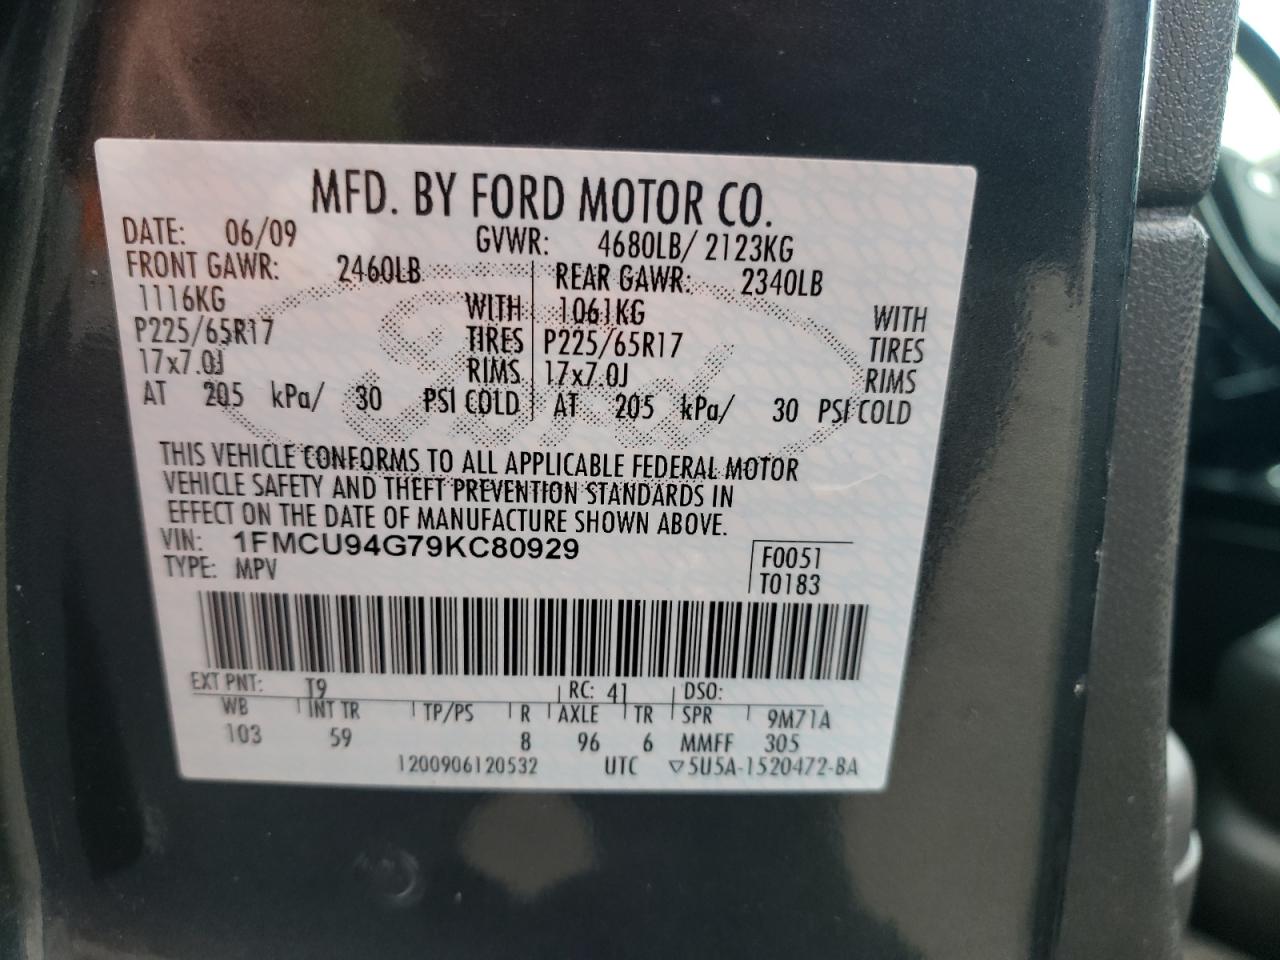 MFD. BY FORD MOTOR CO.
DATE: 06/09 GVWR: 4680LB/ 2123KG
FRONT GAWR: 2460LB REAR GAWR: 2340LB
1116KG WITH 1061KG WITH
P225/65R17 TIRES P225/65R17 TIRES
17x7.0J RIMS 17x7.0J RIMS
AT 205 kPa/ 30 PSI COLD AT 205 kPa/ 30 PSI COLD
THIS VEHICLE CONFORMS TO ALL APPLICABLE FEDERAL MOTOR
VEHICLE SAFETY AND THEFT PREVENTION STANDARDS IN
EFFECT ON THE DATE OF MANUFACTURE SHOWN ABOVE.
VIN: 1FMCU94G79KC80929
TYPE: MPV
F0051
T0183
EXT PNT: T9 RC: 41 DSO:
WB INT TR TP/PS R AXLE TR SPR 9M71A
103 59 8 96 6 MMFF 305
1200906120532 UTC ▽5U5A-1520472-BA